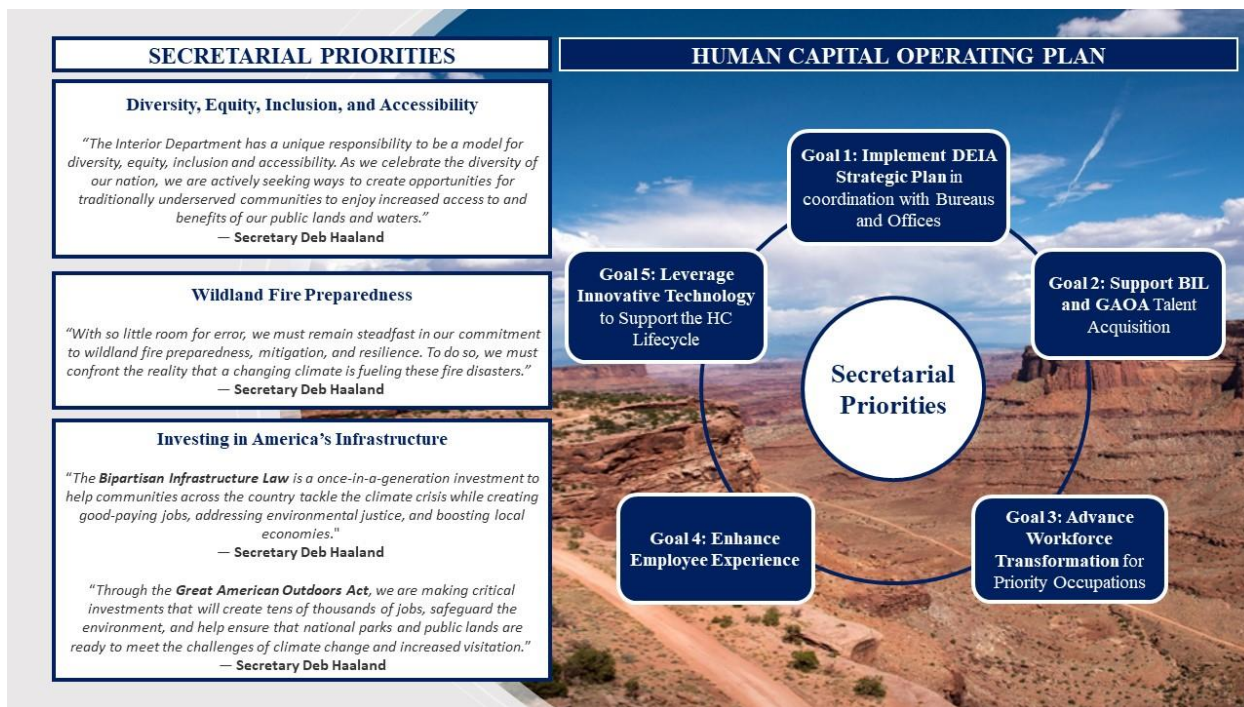 SECRETARIAL PRIORITIES
Diversity, Equity, Inclusion, and Accessibility
“The Interior Department has a unique responsibility to be a model for
diversity, equity, inclusion and accessibility. As we celebrate the diversity of
our nation, we are actively seeking ways to create opportunities for
traditionally underserved communities to enjoy increased access to and
benefits of our public lands and waters.”
— Secretary Deb Haaland
Wildland Fire Preparedness
“With so little room for error, we must remain steadfast in our commitment
to wildland fire preparedness, mitigation, and resilience. To do so, we must
confront the reality that a changing climate is fueling these fire disasters.”
— Secretary Deb Haaland
Investing in America’s Infrastructure
“The Bipartisan Infrastructure Law is a once-in-a-generation investment to
help communities across the country tackle the climate crisis while creating
good-paying jobs, addressing environmental justice, and boosting local
economies."
— Secretary Deb Haaland
“Through the Great American Outdoors Act, we are making critical
investments that will create tens of thousands of jobs, safeguard the
environment, and help ensure that national parks and public lands are
ready to meet the challenges of climate change and increased visitation.”
— Secretary Deb Haaland
HUMAN CAPITAL OPERATING PLAN
Goal 1: Implement DEIA
Strategic Plan in
coordination with Bureaus
and Offices
Goal 2: Support BIL
and GAOA Talent
Acquisition
Goal 3: Advance
Workforce
Transformation for
Priority Occupations
Goal 4: Enhance
Employee Experience
Goal 5: Leverage
Innovative Technology
to Support the HC
Lifecycle
Secretarial
Priorities